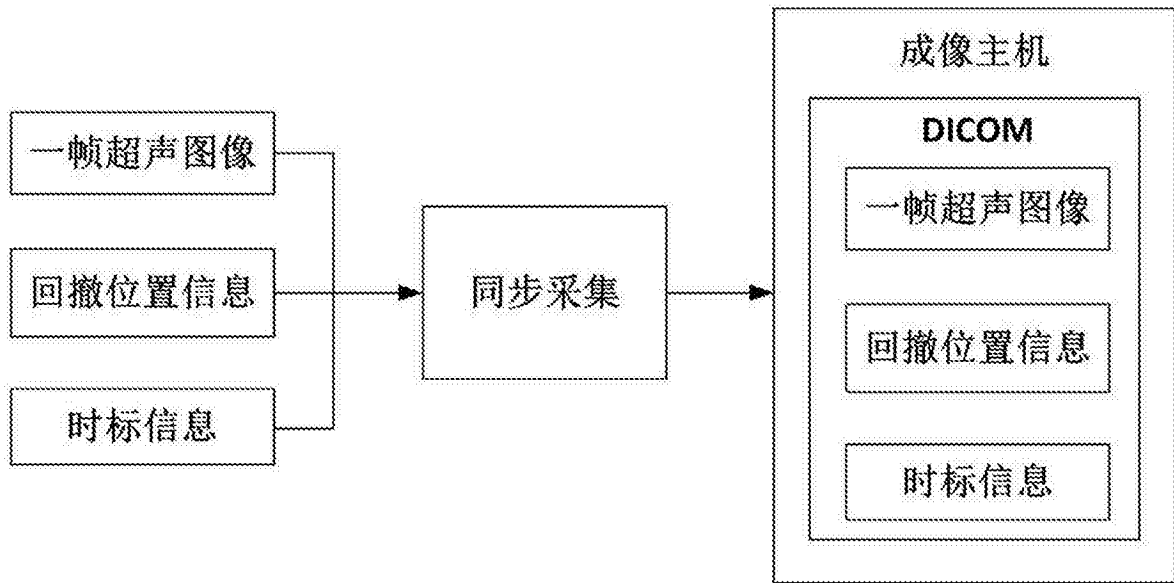 一帧超声图像
回撤位置信息
时标信息
同步采集
成像主机
DICOM
一帧超声图像
回撤位置信息
时标信息